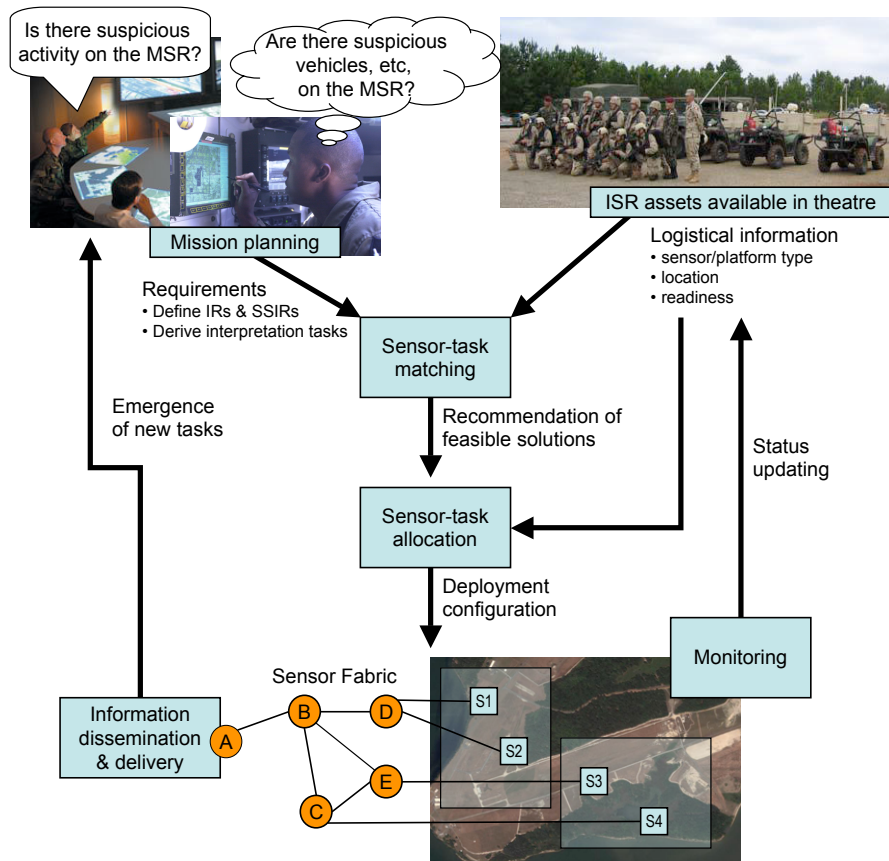 Is there suspicious
activity on the MSR?
Are there suspicious
vehicles, etc,
on the MSR?
Mission planning
ISR assets available in theatre
Requirements
• Define IRs & SSIRs
• Derive interpretation tasks
Logistical information
• sensor/platform type
• location
• readiness
Sensor-task
matching
Emergence
of new tasks
Recommendation of
feasible solutions
Status
updating
Sensor-task
allocation
Deployment
configuration
Monitoring
Sensor Fabric
Information
dissemination
& delivery
A
B
D
E
C
S1
S2
S3
S4